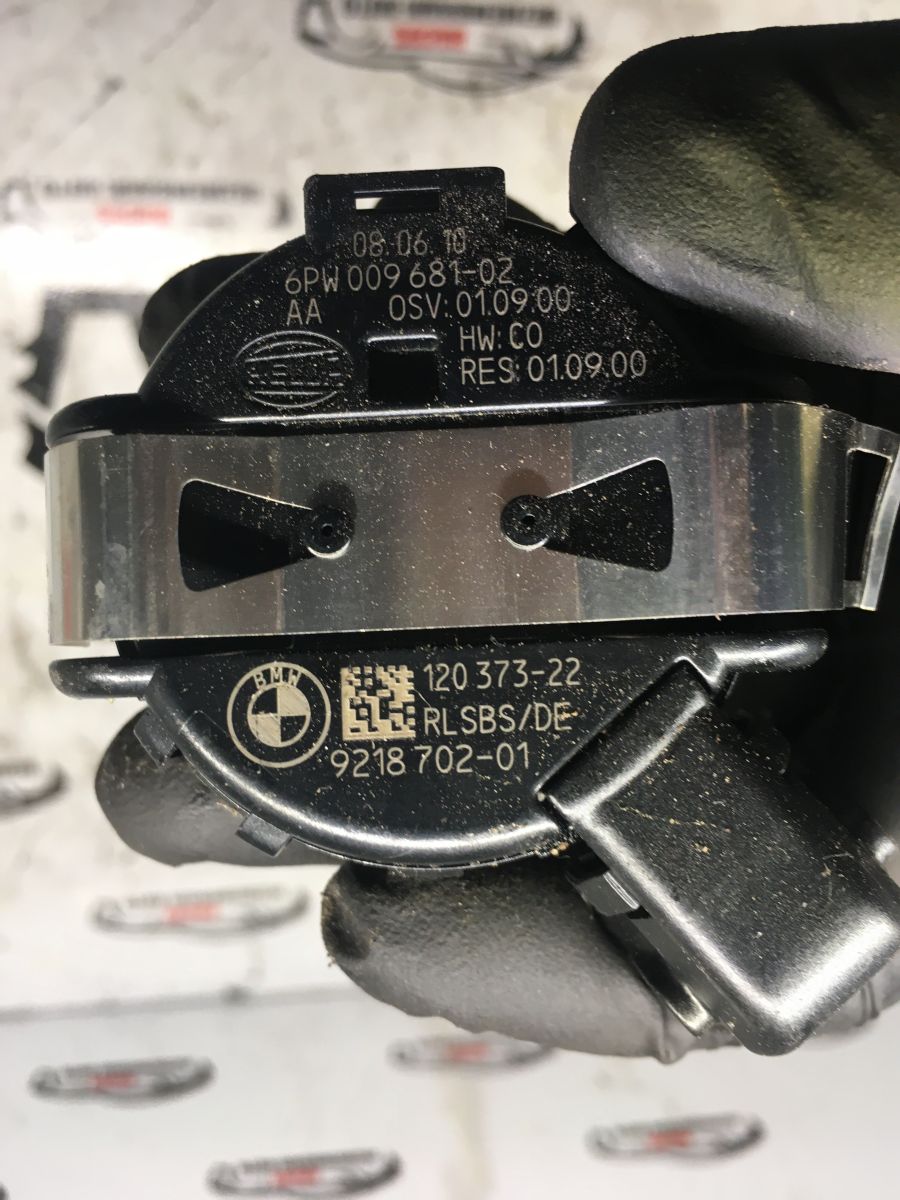 08.06.10
6PW 009 681-02
AA OSV: 01.09.00
HW: C0
RES: 01.09.00
HELLA
BMW
120 373-22
RLSBS/DE
9218 702-01